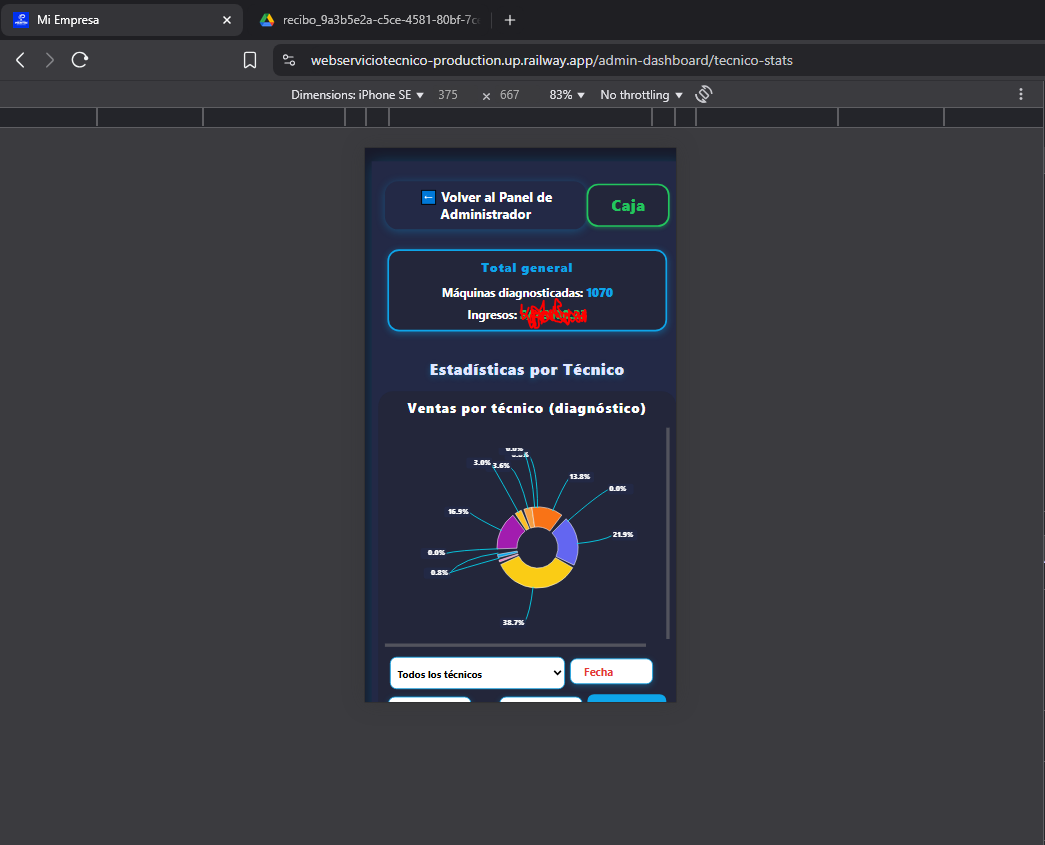 Mi Empresa
recibo_9a3b5e2a-c5ce-4581-80bf-7c
webserviciotecnico-production.up.railway.app/admin-dashboard/tecnico-stats
Dimensions: iPhone SE 375 × 667 83% No throttling
← Volver al Panel de
Administrador
Caja
Total general
Máquinas diagnosticadas: 1070
Ingresos:
Estadísticas por Técnico
Ventas por técnico (diagnóstico)
3.0%
3.6%
13.8%
0.0%
16.9%
21.9%
0.0%
0.8%
38.7%
Todos los técnicos
Fecha